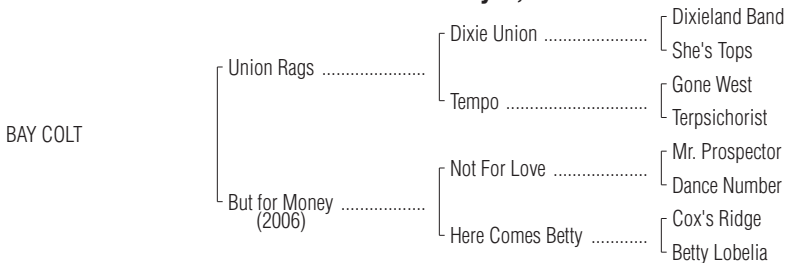 Dixieland Band
Dixie Union ......................
She's Tops
Union Rags ......................
Gone West
Tempo ..............................
Terpsichorist
BAY COLT
Mr. Prospector
Not For Love ....................
Dance Number
But for Money ..................
(2006)
Cox's Ridge
Here Comes Betty ............
Betty Lobelia